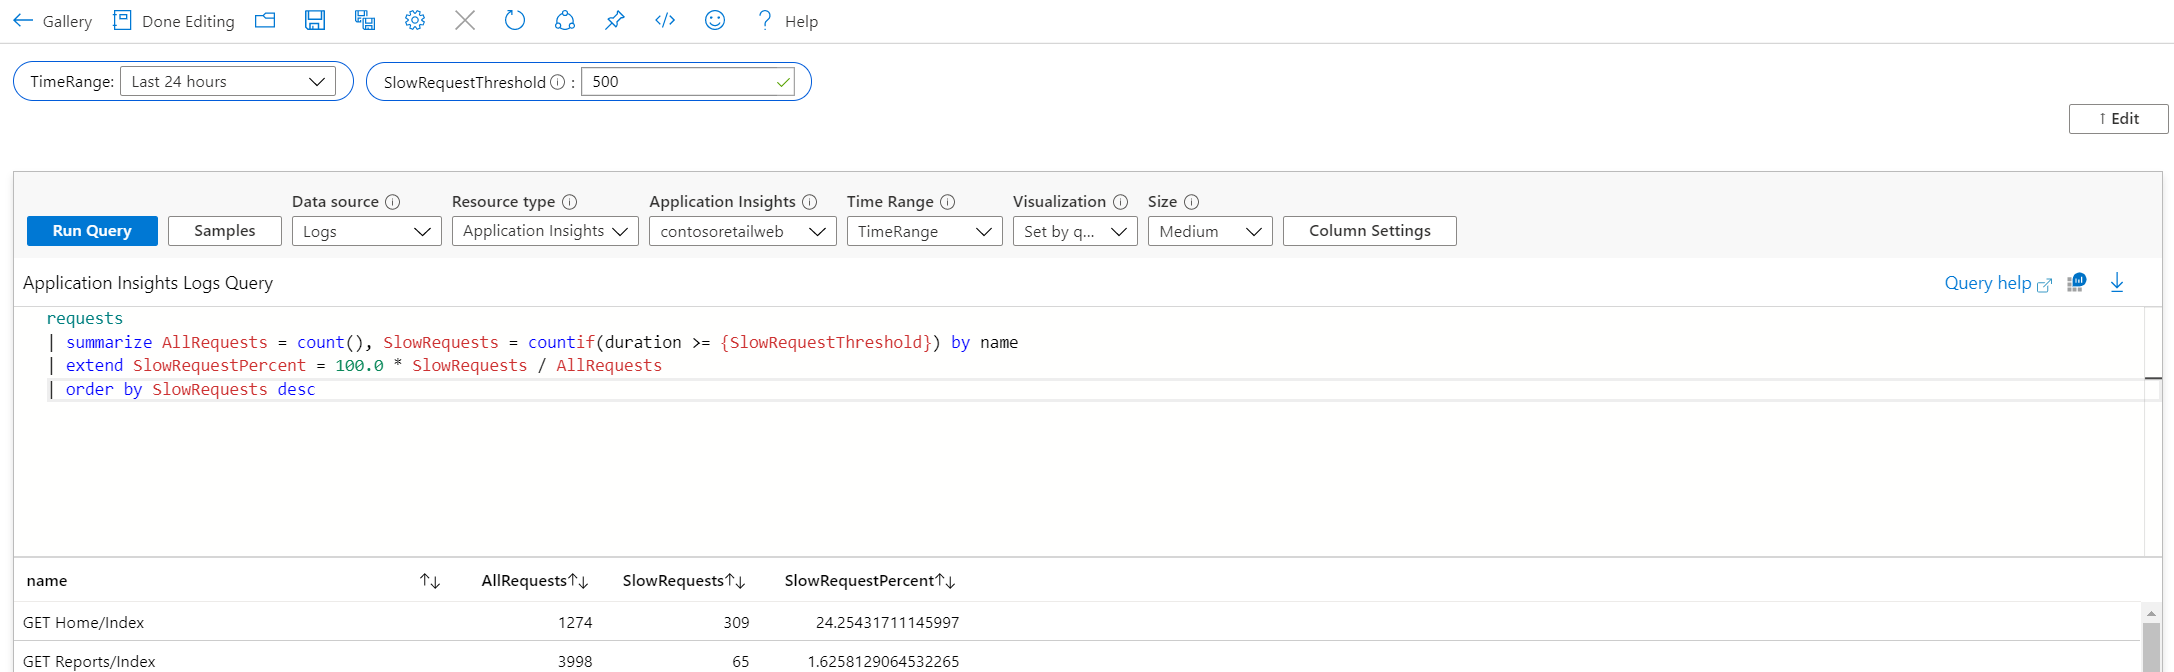 Gallery Done Editing Help
TimeRange: Last 24 hours SlowRequestThreshold : 500
↑ Edit
Data source Resource type Application Insights Time Range Visualization Size
Run Query Samples Logs Application Insights contosoretailweb TimeRange Set by q... Medium Column Settings
Application Insights Logs Query Query help
requests
| summarize AllRequests = count(), SlowRequests = countif(duration >= {SlowRequestThreshold}) by name
| extend SlowRequestPercent = 100.0 * SlowRequests / AllRequests
| order by SlowRequests desc
name AllRequests SlowRequests SlowRequestPercent
GET Home/Index 1274 309 24.25431711145997
GET Reports/Index 3998 65 1.6258129064532265